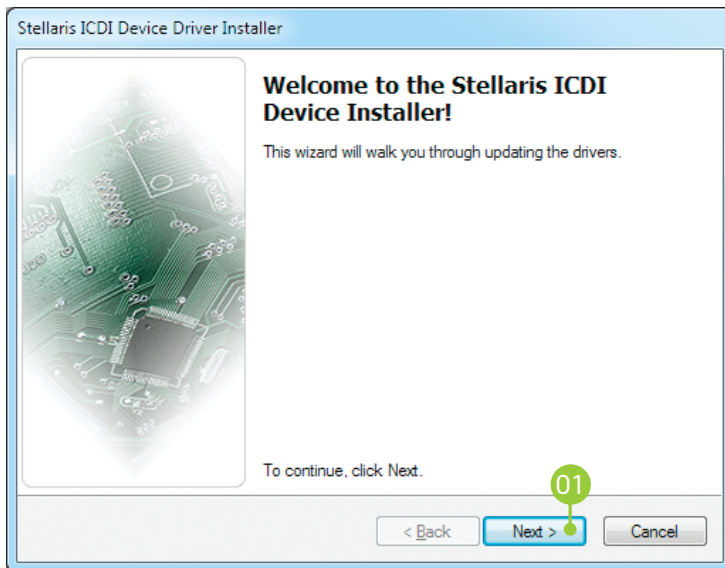 Stellaris ICDI Device Driver Installer
Welcome to the Stellaris ICDI
Device Installer!
This wizard will walk you through updating the drivers.
To continue, click Next.
01
< Back
Next >
Cancel